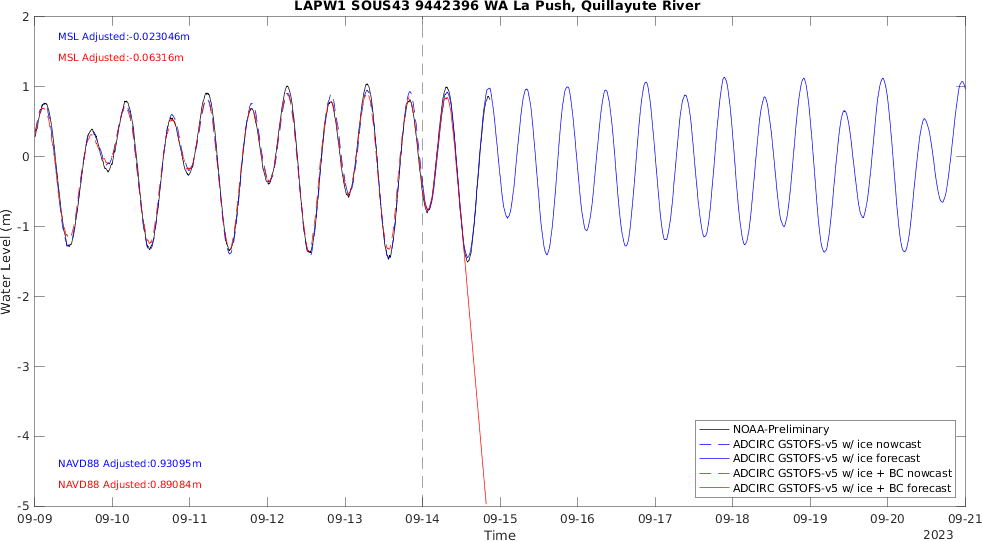 LAPW1 SOUS43 9442396 WA La Push, Quillayute River
MSL Adjusted:-0.023046m
MSL Adjusted:-0.06316m
2
1
0
-1
-2
-3
-4
-5
Water Level (m)
NAVD88 Adjusted:0.93095m
NAVD88 Adjusted:0.89084m
NOAA-Preliminary
ADCIRC GSTOFS-v5 w/ ice nowcast
ADCIRC GSTOFS-v5 w/ ice forecast
ADCIRC GSTOFS-v5 w/ ice + BC nowcast
ADCIRC GSTOFS-v5 w/ ice + BC forecast
09-09 09-10 09-11 09-12 09-13 09-14 09-15 09-16 09-17 09-18 09-19 09-20 09-21
Time
2023